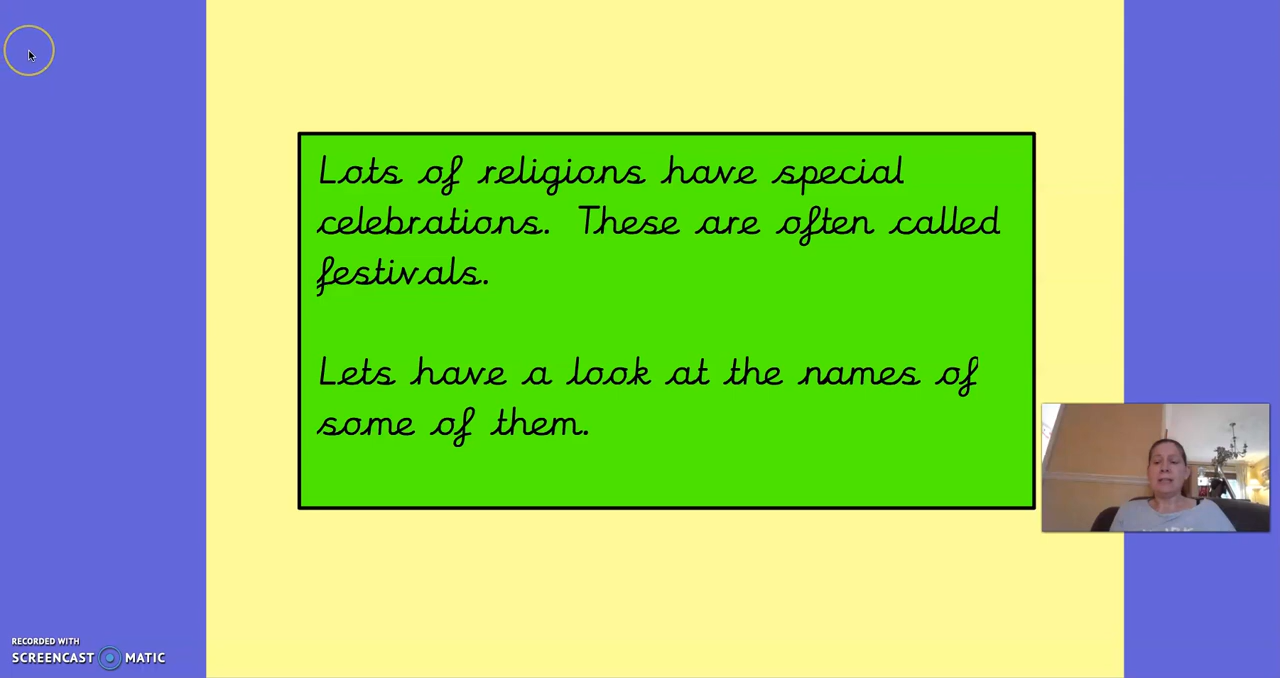 Lots of religions have special
celebrations. These are often called
festivals.
Lets have a look at the names of
some of them.
RECORDED WITH
SCREENCAST MATIC